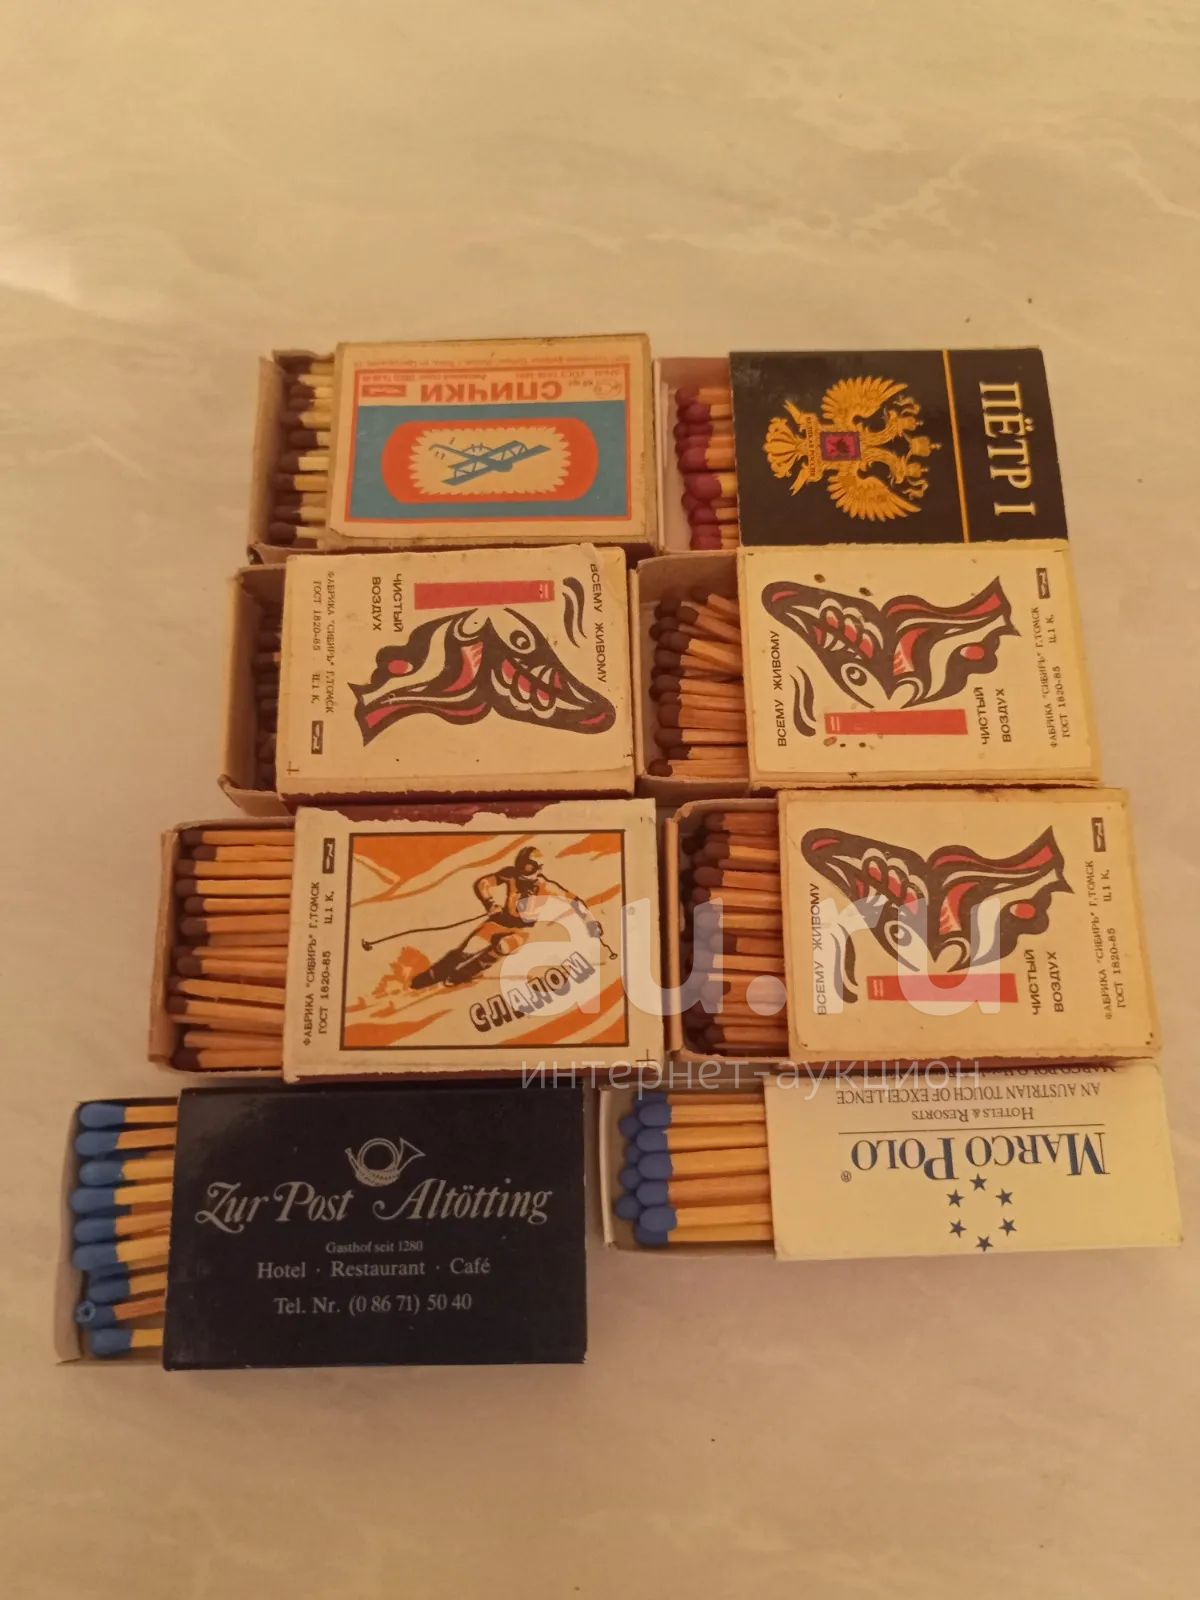 СПИЧКИ
ПЁТР I
ВСЕМУ ЖИВОМУ
ЧИСТЫЙ
ВОЗДУХ
ФАБРИКА "СИБИРЬ" Г.ТОМСК
ГОСТ 1820-85 Ц.1 К.
ВСЕМУ ЖИВОМУ
ЧИСТЫЙ
ВОЗДУХ
ФАБРИКА "СИБИРЬ" Г.ТОМСК
ГОСТ 1820-85 Ц.1 К.
ФАБРИКА "СИБИРЬ" Г.ТОМСК
ГОСТ 1820-85 Ц.1 К.
СЛАЛОМ
ВСЕМУ ЖИВОМУ
ЧИСТЫЙ
ВОЗДУХ
ФАБРИКА "СИБИРЬ" Г.ТОМСК
ГОСТ 1820-85 Ц.1 К.
au.ru
интернет-аукцион
Zur Post Altötting
Gasthof seit 1280
Hotel · Restaurant · Café
Tel. Nr. (0 86 71) 50 40
MARCO POLO®
HOTELS & RESORTS
AN AUSTRIAN TOUCH OF EXCELLENCE